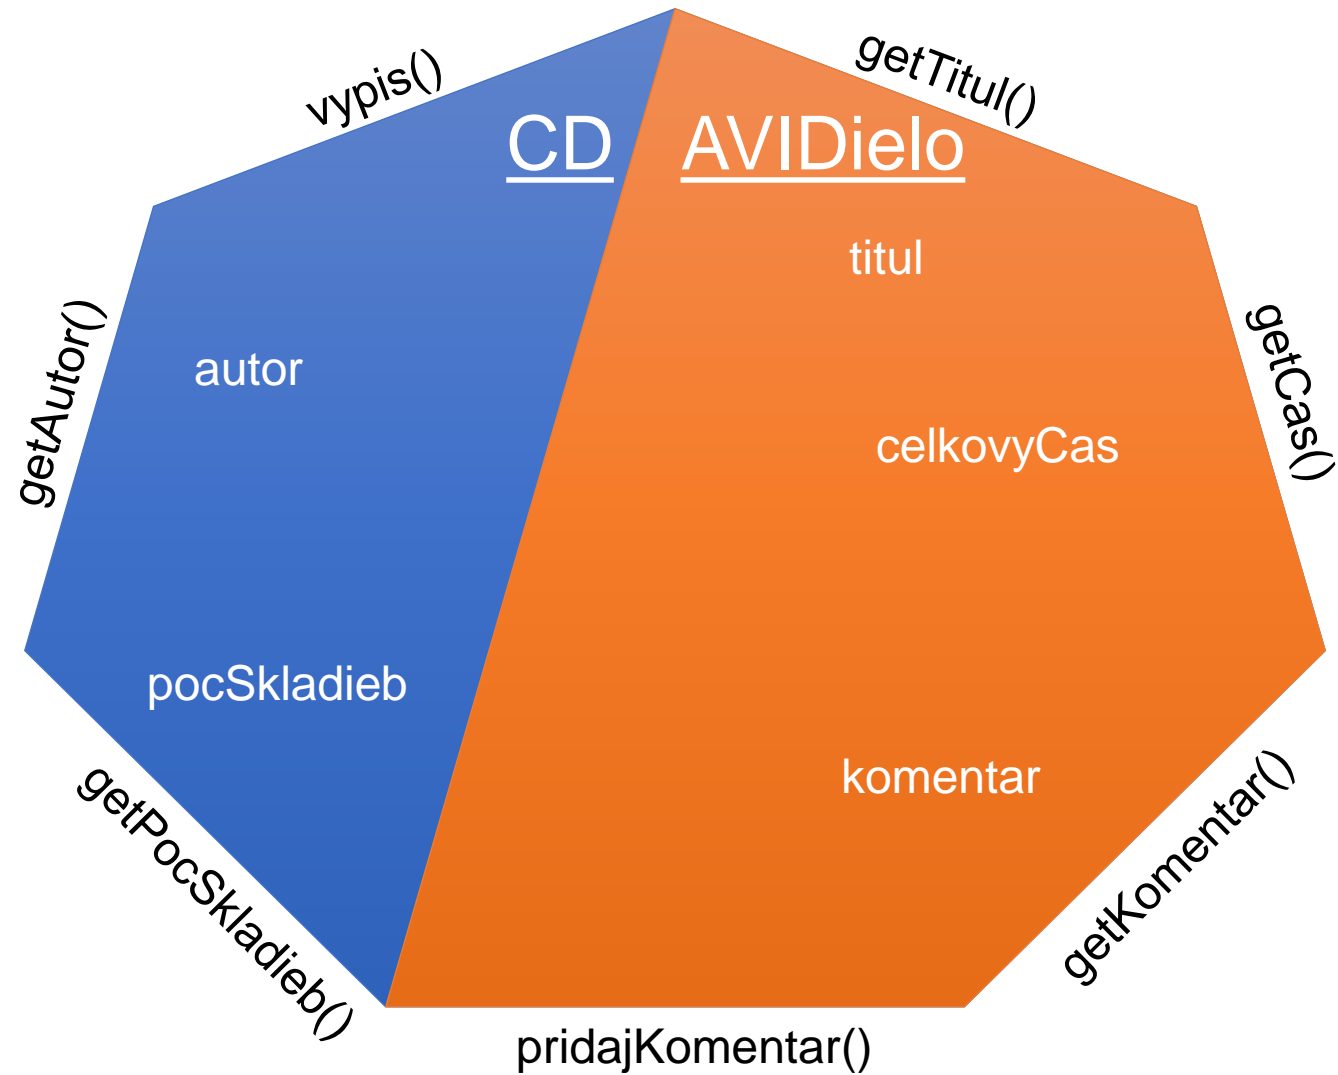 vypis()
getTitul()
CD
AVIDielo
titul
getAutor()
autor
getCas()
celkovyCas
pocSkladieb
komentar
getPocSkladieb()
getKomentar()
pridajKomentar()